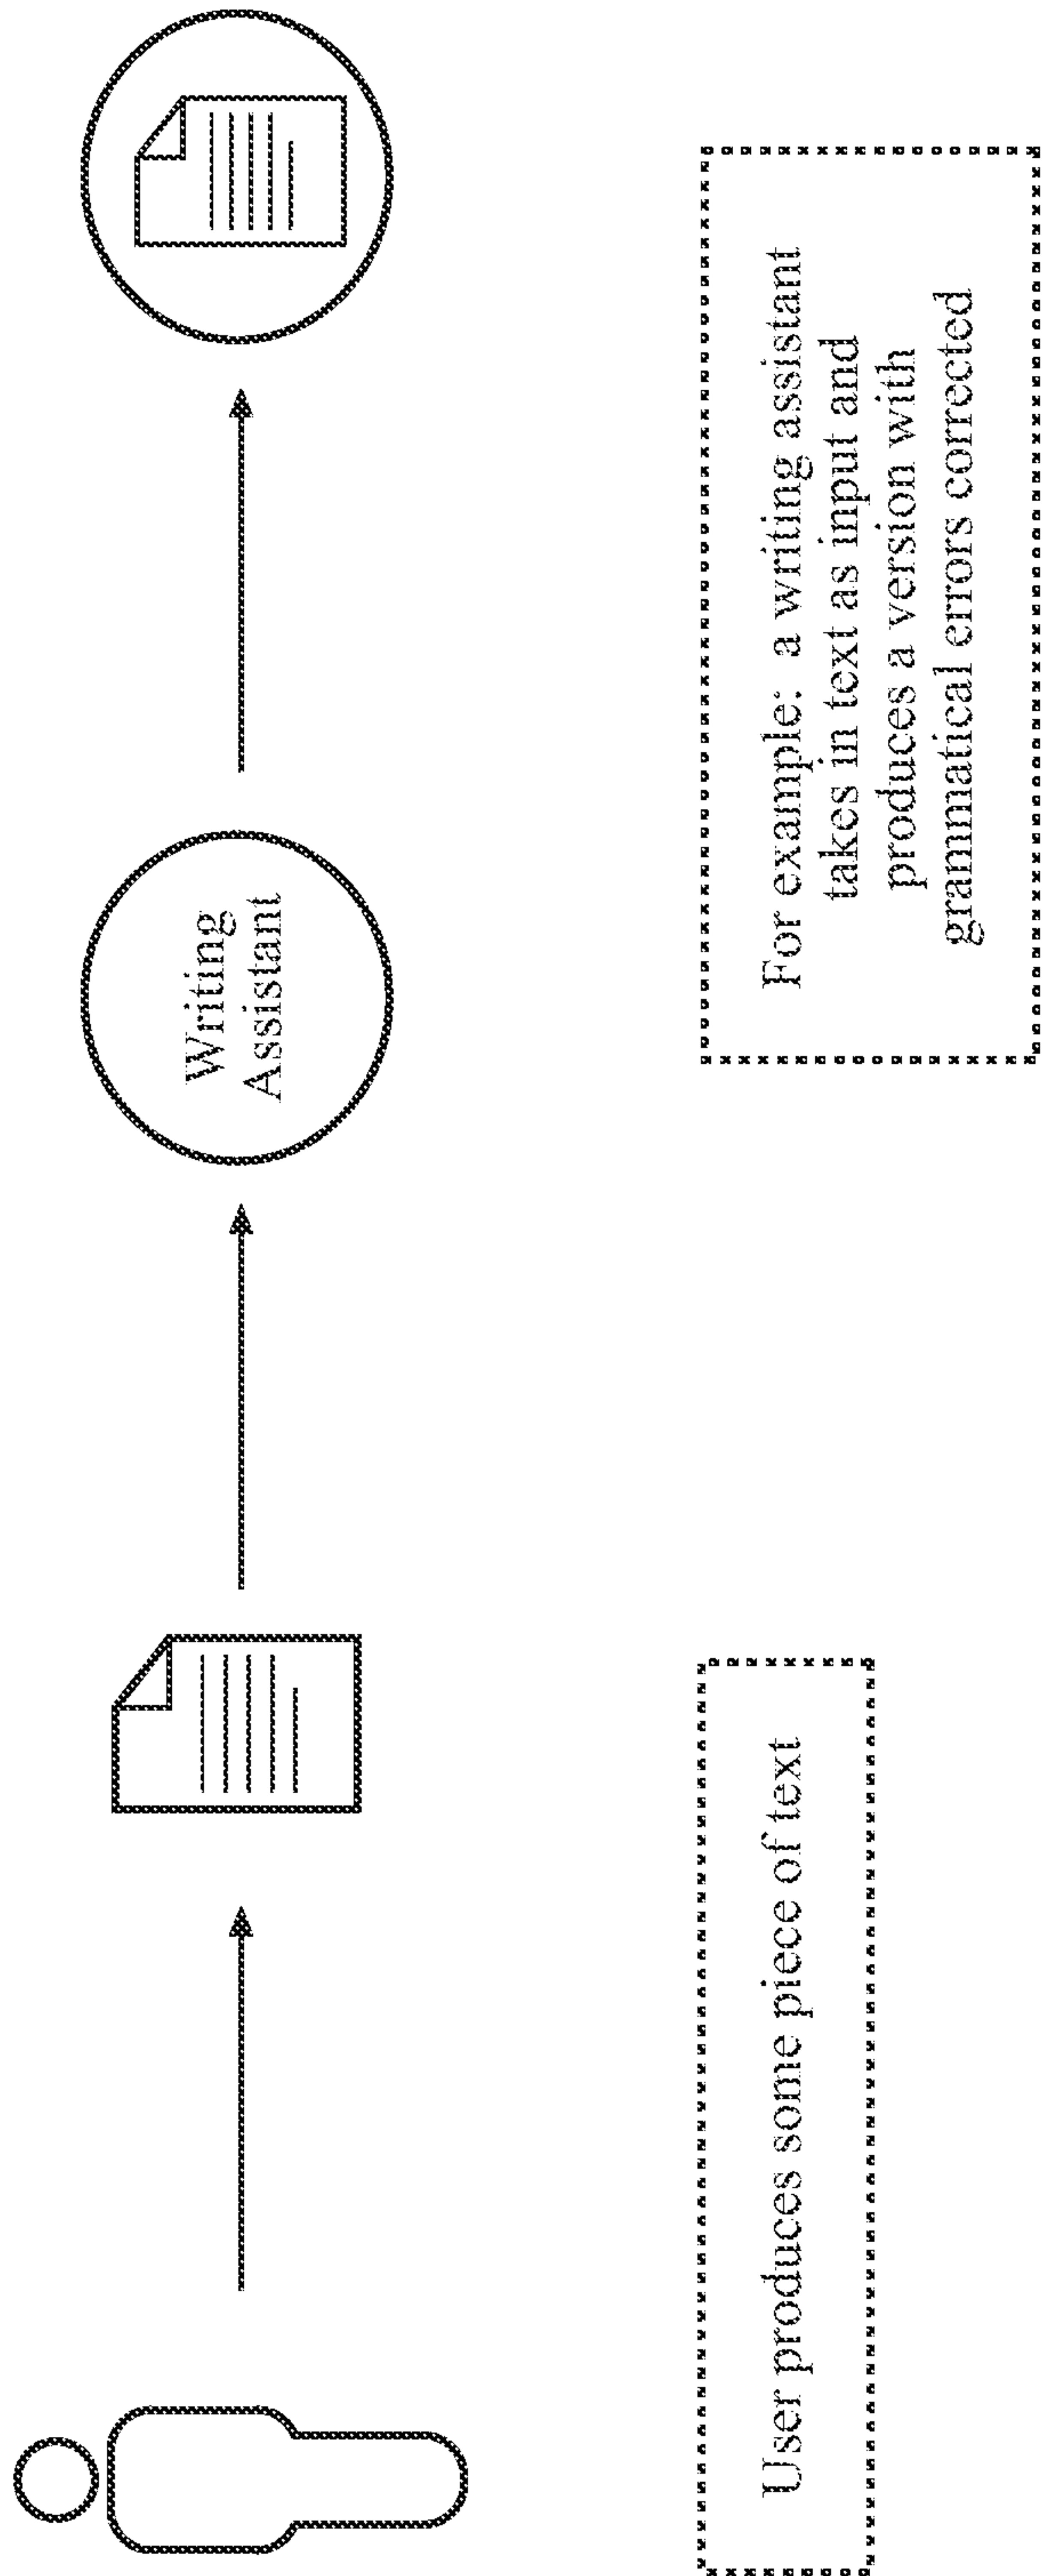 Writing
Assistant
User produces some piece of text
For example: a writing assistant
takes in text as input and
produces a version with
grammatical errors corrected